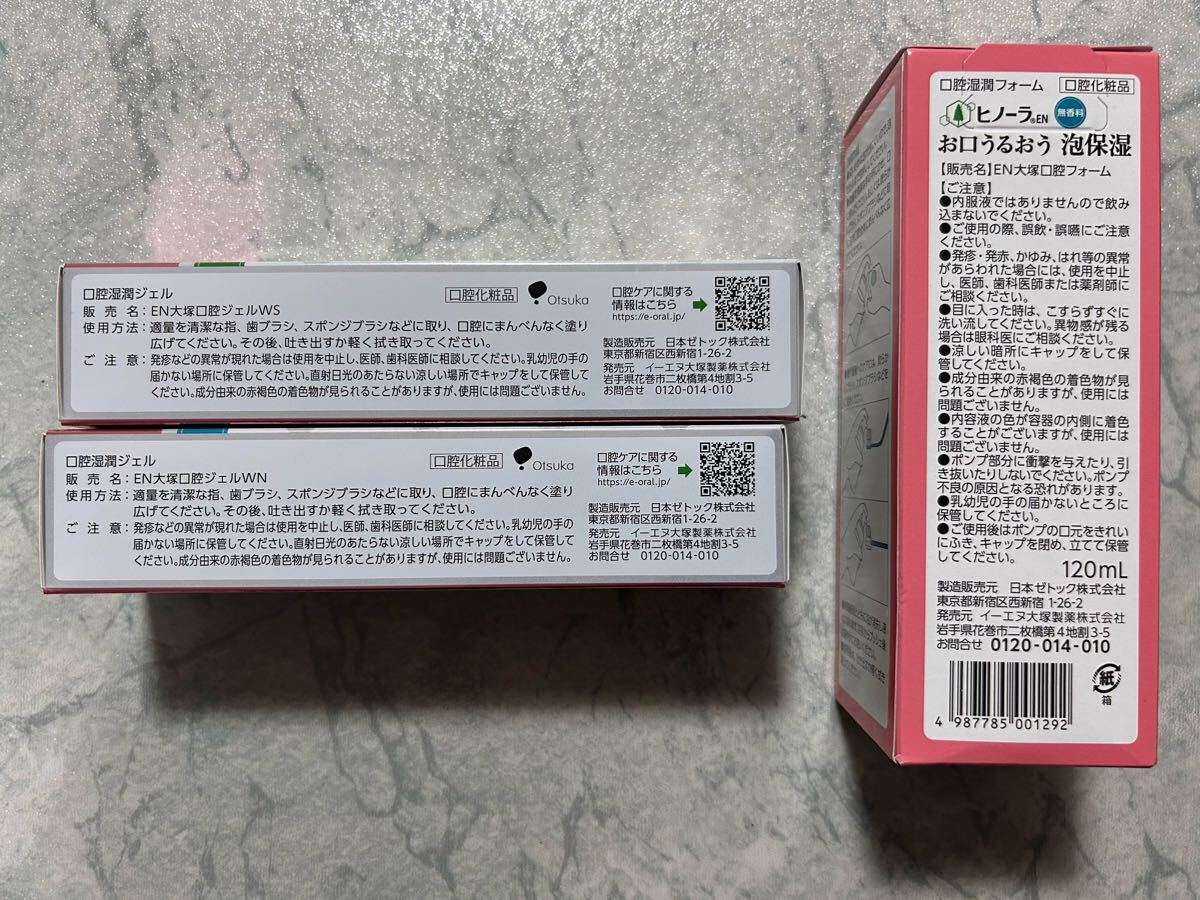 口腔湿潤ジェル
口腔化粧品
Otsuka
口腔ケアに関する
情報はこちら
https://e-oral.jp/
販 売 名：EN大塚口腔ジェルWS
使用方法：適量を清潔な指、歯ブラシ、スポンジブラシなどに取り、口腔にまんべんなく塗り
広げてください。その後、吐き出すか軽く拭き取ってください。
ご 注 意：発疹などの異常が現れた場合は使用を中止し、医師、歯科医師に相談してください。乳幼児の手の
届かない場所に保管してください。直射日光のあたらない涼しい場所でキャップをして保管して
ください。成分由来の赤褐色の着色物が見られることがありますが、使用には問題ございません。
製造販売元 日本ゼトック株式会社
東京都新宿区西新宿1-26-2
発売元 イーエヌ大塚製薬株式会社
岩手県花巻市二枚橋第4地割3-5
お問合せ 0120-014-010
口腔湿潤ジェル
口腔化粧品
Otsuka
口腔ケアに関する
情報はこちら
https://e-oral.jp/
販 売 名：EN大塚口腔ジェルWN
使用方法：適量を清潔な指、歯ブラシ、スポンジブラシなどに取り、口腔にまんべんなく塗り
広げてください。その後、吐き出すか軽く拭き取ってください。
ご 注 意：発疹などの異常が現れた場合は使用を中止し、医師、歯科医師に相談してください。乳幼児の手の
届かない場所に保管してください。直射日光のあたらない涼しい場所でキャップをして保管して
ください。成分由来の赤褐色の着色物が見られることがありますが、使用には問題ございません。
製造販売元 日本ゼトック株式会社
東京都新宿区西新宿1-26-2
発売元 イーエヌ大塚製薬株式会社
岩手県花巻市二枚橋第4地割3-5
お問合せ 0120-014-010
口腔湿潤フォーム 口腔化粧品
ヒノーラ®EN 無香料
お口うるおう 泡保湿
【販売名】EN大塚口腔フォーム
【ご注意】
●内服液ではありませんので飲み
込まないでください。
●ご使用の際、誤飲・誤嚥にご注意
ください。
●発疹・発赤、かゆみ、はれ等の異常
があらわれた場合には、使用を中止
し、医師、歯科医師または薬剤師に
ご相談ください。
●目に入った時は、こすらずすぐに
洗い流してください。異物感が残る
場合は眼科医にご相談ください。
●涼しい暗所にキャップをして保
管してください。
●成分由来の赤褐色の着色物が見
られることがありますが、使用には
問題ございません。
●内容液の色が容器の内側に着色
することがございますが、使用には
問題ございません。
●ポンプ部分に衝撃を与えたり、引
き抜いたりしないでください。ポンプ
不良の原因となる恐れがあります。
●乳幼児の手の届かないところに
保管してください。
●ご使用後はポンプの口元をきれい
にふき、キャップを閉め、立てて保管
してください。
120mL
製造販売元 日本ゼトック株式会社
東京都新宿区西新宿 1-26-2
発売元 イーエヌ大塚製薬株式会社
岩手県花巻市二枚橋第4地割3-5
お問合せ 0120-014-010
紙
箱
4 987785 001292